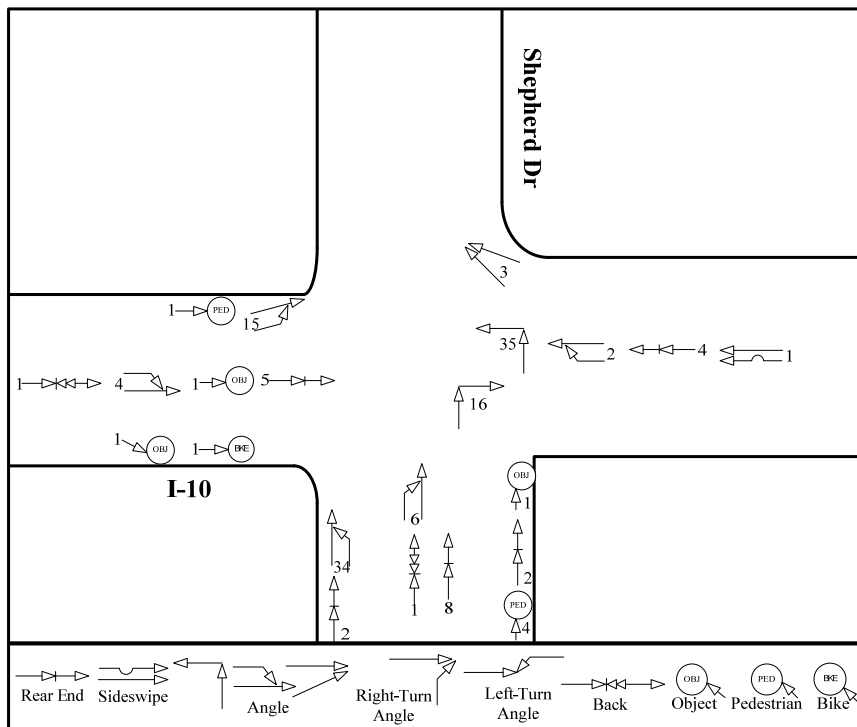 Shepherd Dr
3
1 PED
15
35
2
4
1
1
4
1 OBJ
5
16
1 OBJ
1 BKE
I-10
6
OBJ
1
34
2
1
8
2
PED
4
Rear End
Sideswipe
Angle
Right-Turn
Angle
Left-Turn
Angle
Back
OBJ
Object
PED
Pedestrian
BKE
Bike